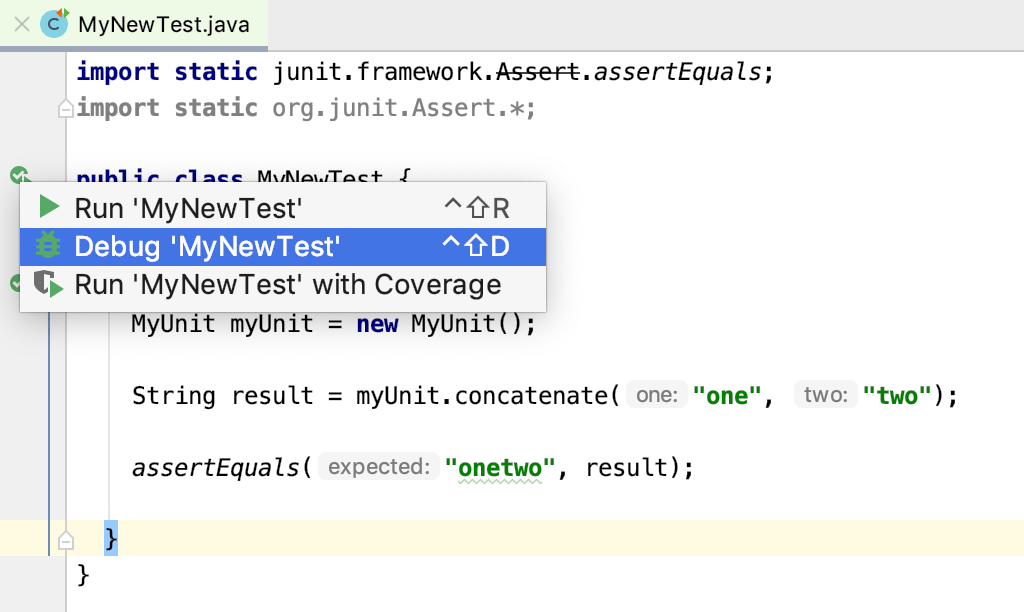 MyNewTest.java
import static junit.framework.Assert.assertEquals;
import static org.junit.Assert.*;
public class MyNewTest {
Run 'MyNewTest' ^⇧R
Debug 'MyNewTest' ^⇧D
Run 'MyNewTest' with Coverage
MyUnit myUnit = new MyUnit();
String result = myUnit.concatenate( one: "one", two: "two");
assertEquals( expected: "onetwo", result);
}
}